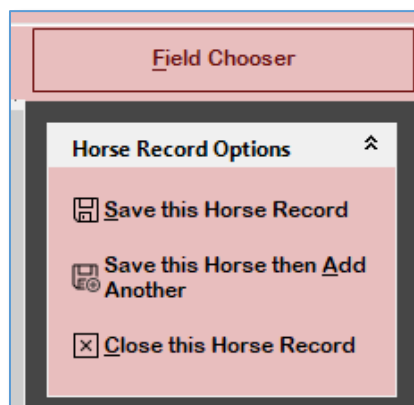 Field Chooser
Horse Record Options
Save this Horse Record
Save this Horse then Add
Another
Close this Horse Record